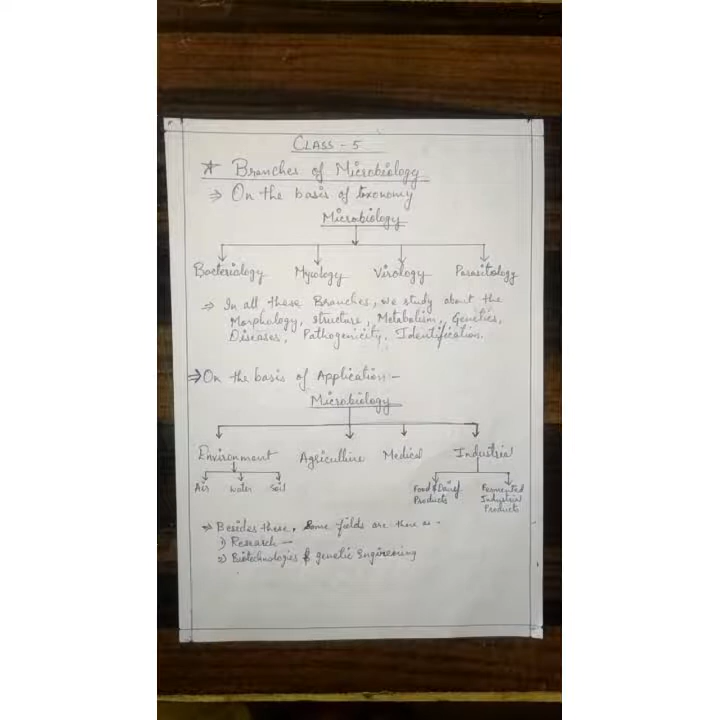 CLASS - 5
* Branches of Microbiology
⇒ On the basis of toxonomy
Microbiology
Bacteriology Mycology Virology Parasitology
⇒ In all these Branches, we study about the
Morphology, structure, Metabolism, Genetics,
Diseases, Pathogenicity, Identification.
⇒ On the basis of Application:-
Microbiology
Environment Agriculture Medical Industrial
Air water Soil Food & Dairy Fermented
Products Industrial
Products
⇒ Besides these, Some fields are there as -
1) Research -
2) Biotechnologies & genetic Engineering